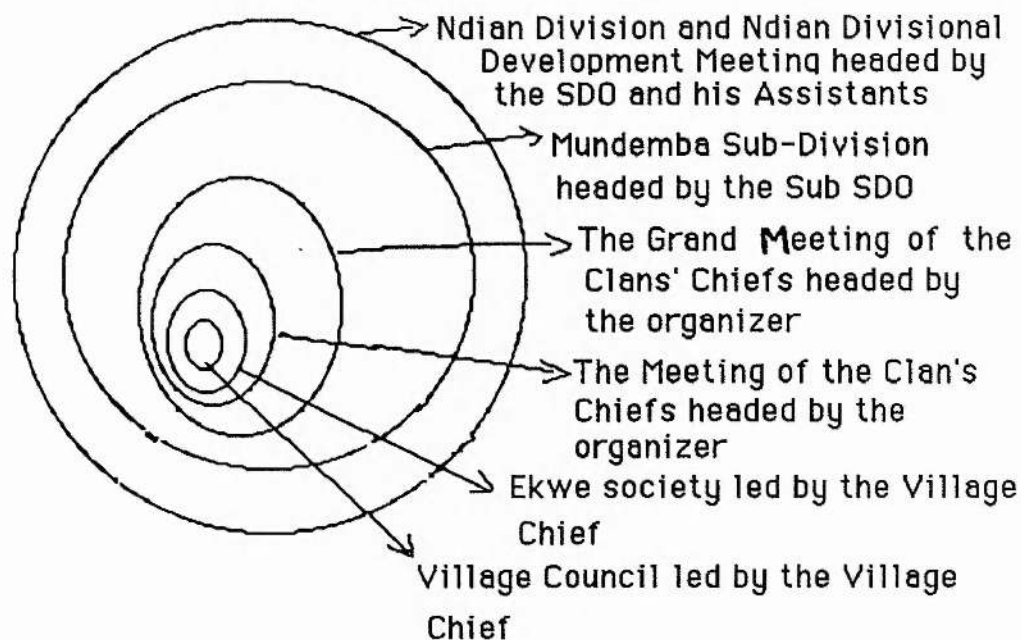 Ndian Division and Ndian Divisional
Development Meeting headed by
the SDO and his Assistants
Mundemba Sub-Division
headed by the Sub SDO
The Grand Meeting of the
Clans' Chiefs headed by
the organizer
The Meeting of the Clan's
Chiefs headed by the
organizer
Ekwe society led by the Village
Chief
Village Council led by the Village
Chief